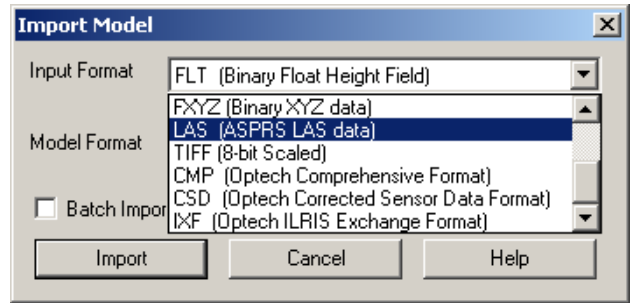 Import Model
Input Format
FLT (Binary Float Height Field)
FXYZ (Binary XYZ data)
LAS (ASPRS LAS data)
Model Format
TIFF (8-bit Scaled)
CMP (Optech Comprehensive Format)
CSD (Optech Corrected Sensor Data Format)
Batch Impor
IXF (Optech ILRIS Exchange Format)
Import Cancel Help